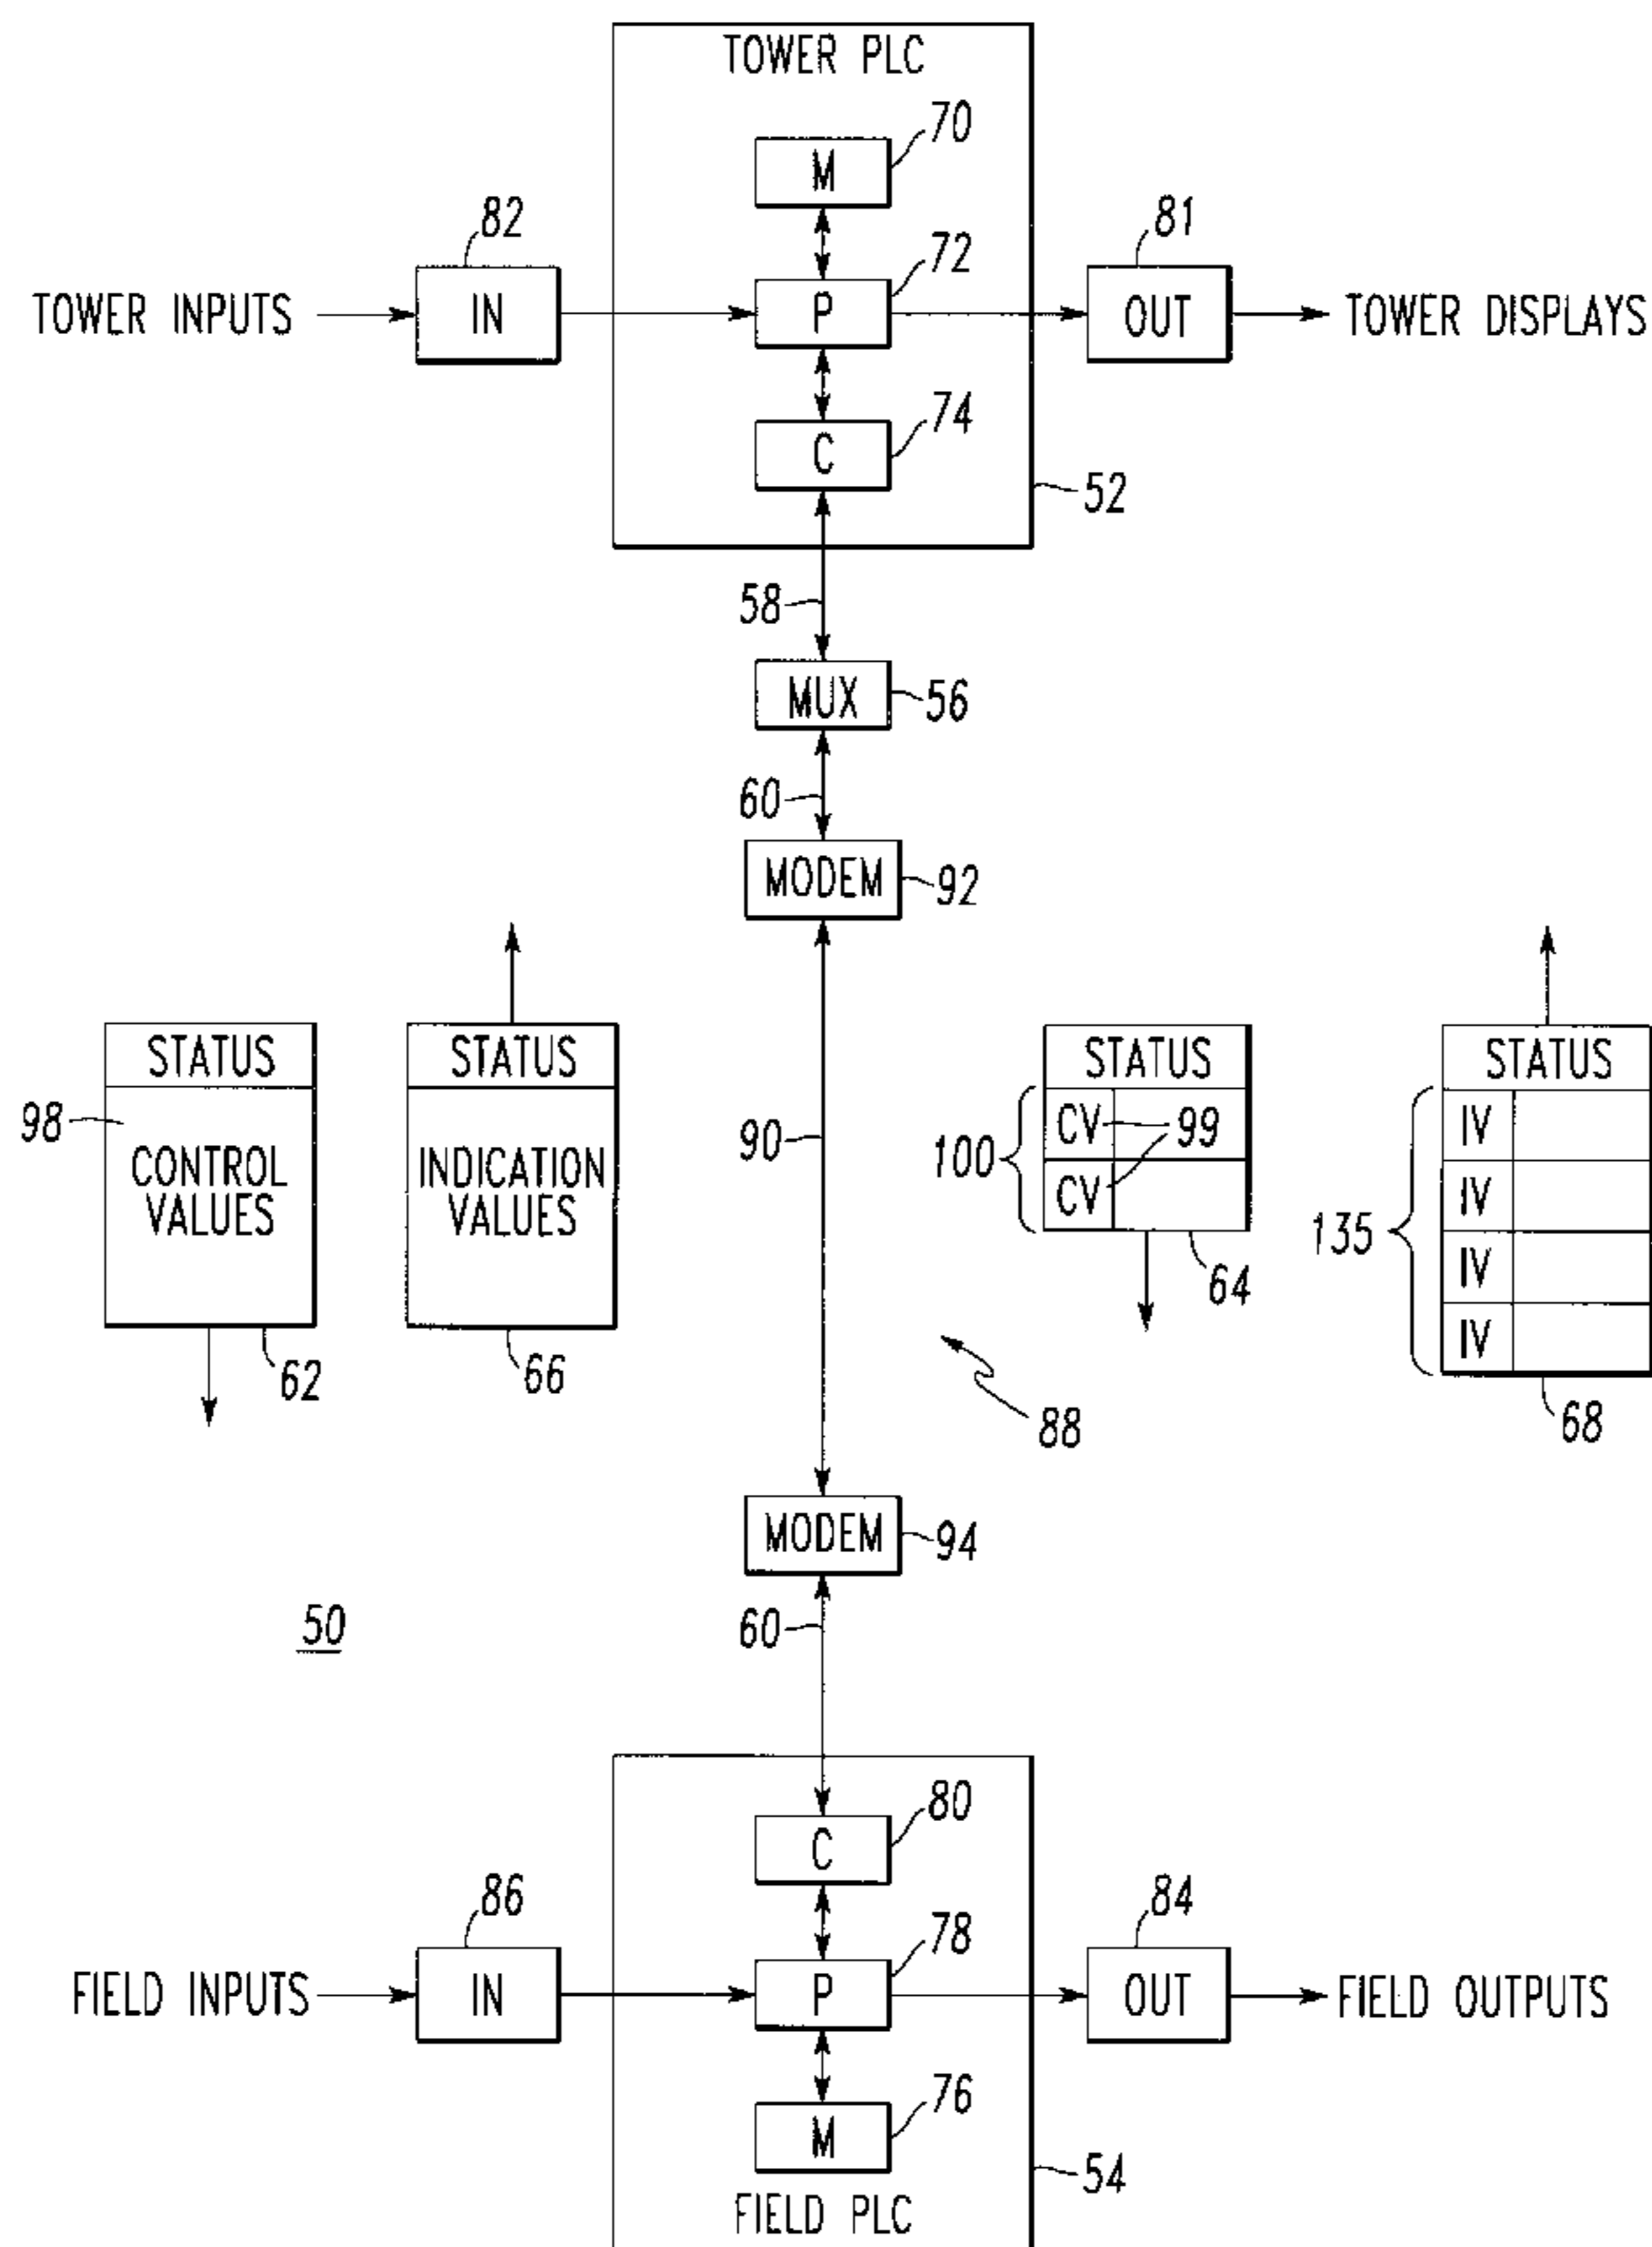 TOWER PLC
70
M
82
72
81
TOWER INPUTS
IN
P
OUT
TOWER DISPLAYS
74
C
52
58
MUX
56
60
MODEM
92
STATUS
STATUS
STATUS
STATUS
98
CONTROL
VALUES
INDICATION
VALUES
90
100
CV
99
CV
135
IV
IV
IV
IV
62
66
64
88
68
MODEM
94
50
60
80
C
86
78
84
FIELD INPUTS
IN
P
OUT
FIELD OUTPUTS
76
M
54
FIELD PLC